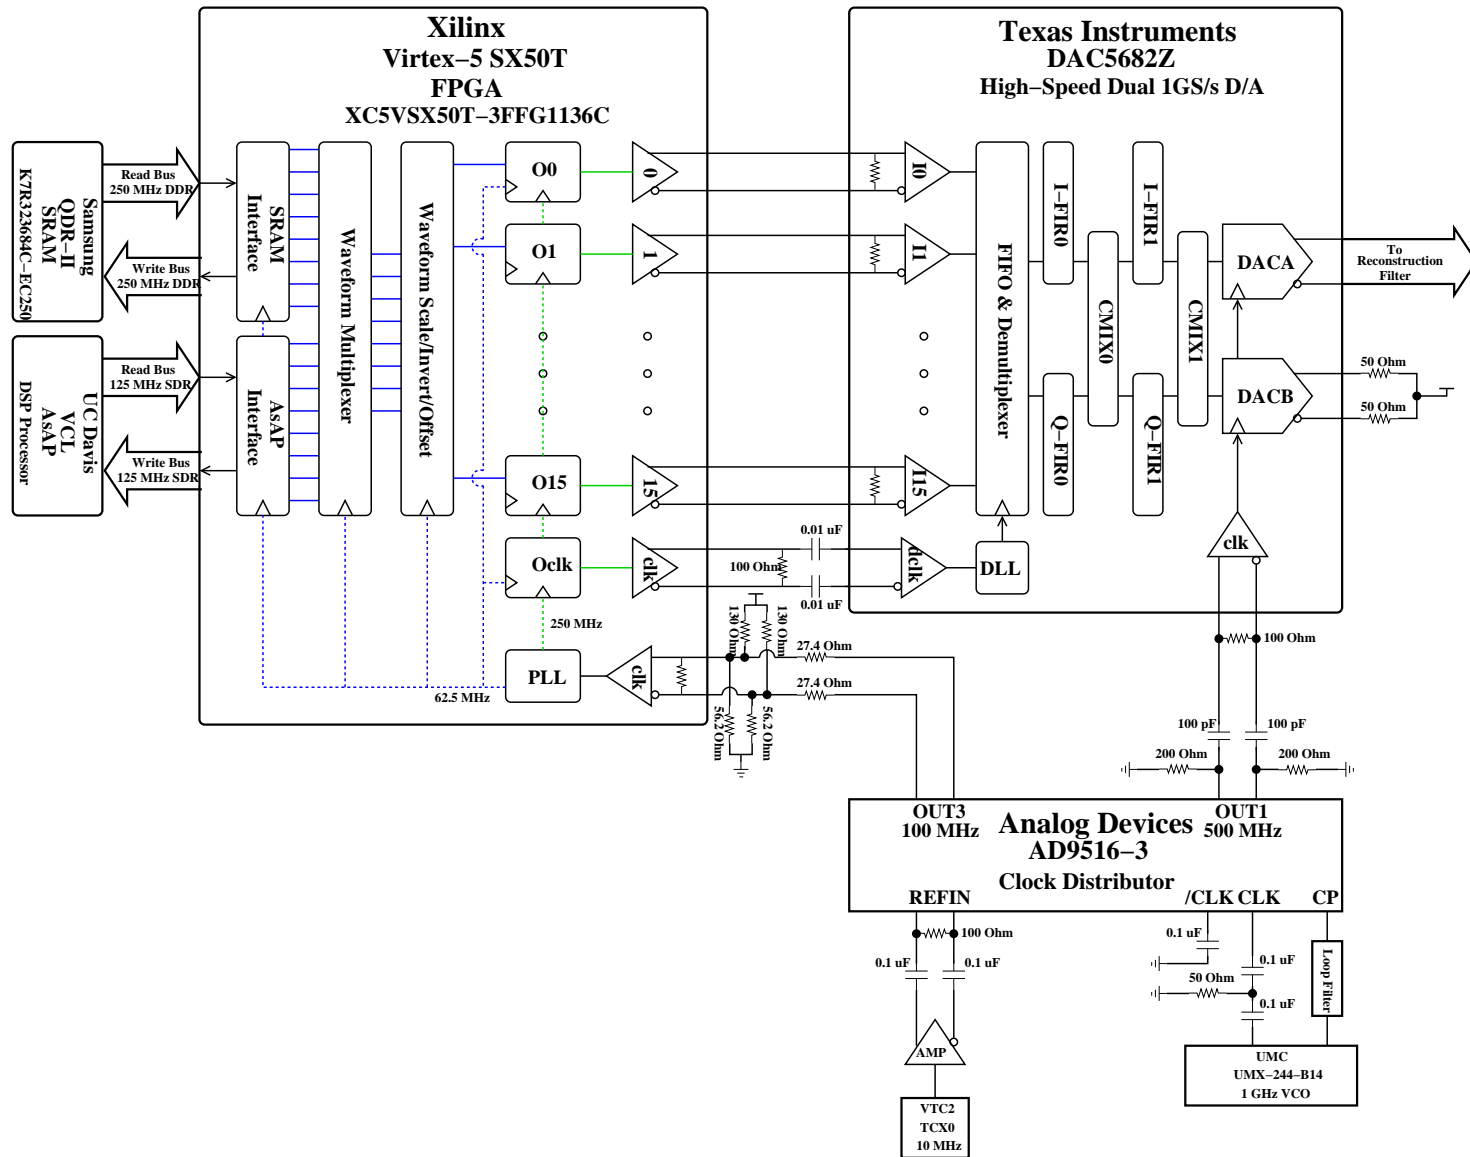 Xilinx
Virtex–5 SX50T
FPGA
XC5VSX50T–3FFG1136C
Texas Instruments
DAC5682Z
High–Speed Dual 1GS/s D/A
Samsung
QDR–II
SRAM
K7R323684C–EC250
Read Bus
250 MHz DDR
Write Bus
250 MHz DDR
UC Davis
VCL
AsAP
DSP Processor
Read Bus
125 MHz SDR
Write Bus
125 MHz SDR
SRAM
Interface
AsAP
Interface
Waveform Multiplexer
Waveform Scale/Invert/Offset
O0
O1
O15
Oclk
PLL
250 MHz
62.5 MHz
0
1
15
clk
clk
I0
I1
I15
dclk
DLL
FIFO & Demultiplexer
I–FIR0
Q–FIR0
CMIX0
I–FIR1
Q–FIR1
CMIX1
DACA
DACB
clk
To
Reconstruction
Filter
50 Ohm
50 Ohm
0.01 uF
100 Ohm
0.01 uF
130 Ohm
130 Ohm
27.4 Ohm
27.4 Ohm
56.2 Ohm
56.2 Ohm
100 Ohm
100 pF
100 pF
200 Ohm
200 Ohm
OUT3
100 MHz
OUT1
500 MHz
Analog Devices
AD9516–3
Clock Distributor
REFIN
/CLK CLK
CP
100 Ohm
0.1 uF
0.1 uF
AMP
VTC2
TCX0
10 MHz
0.1 uF
0.1 uF
50 Ohm
0.1 uF
Loop Filter
UMC
UMX–244–B14
1 GHz VCO